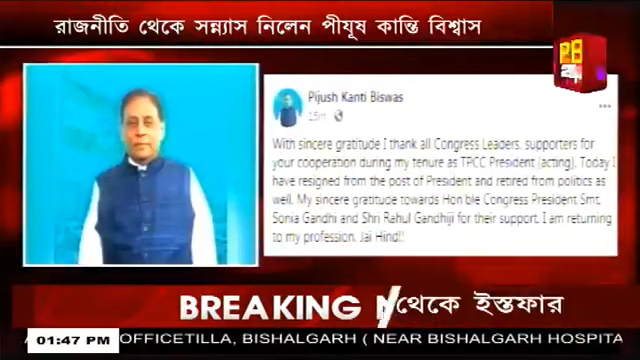 রাজনীতি থেকে সন্ন্যাস নিলেন পীযূষ কান্তি বিশ্বাস
Pijush Kanti Biswas
15m
With sincere gratitude I thank all Congress Leaders, supporters for
your cooperation during my tenure as TPCC President (acting). Today I
have resigned from the post of President and retired from politics as
well. My sincere gratitude towards Hon'ble Congress President Smt.
Sonia Gandhi and Shri Rahul Gandhiji for their support. I am returning
to my profession. Jai Hind!!
BREAKING
থেকে ইস্তফার
01:47 PM OFFICETILLA, BISHALGARH ( NEAR BISHALGARH HOSPITA